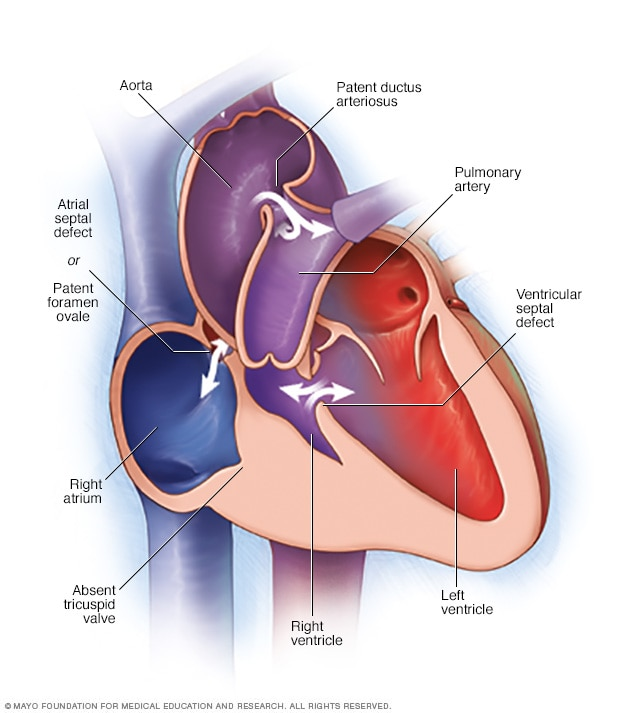 Aorta
Patent ductus
arteriosus
Pulmonary
artery
Atrial
septal
defect
or
Patent
foramen
ovale
Ventricular
septal
defect
Right
atrium
Absent
tricuspid
valve
Right
ventricle
Left
ventricle
© MAYO FOUNDATION FOR MEDICAL EDUCATION AND RESEARCH. ALL RIGHTS RESERVED.